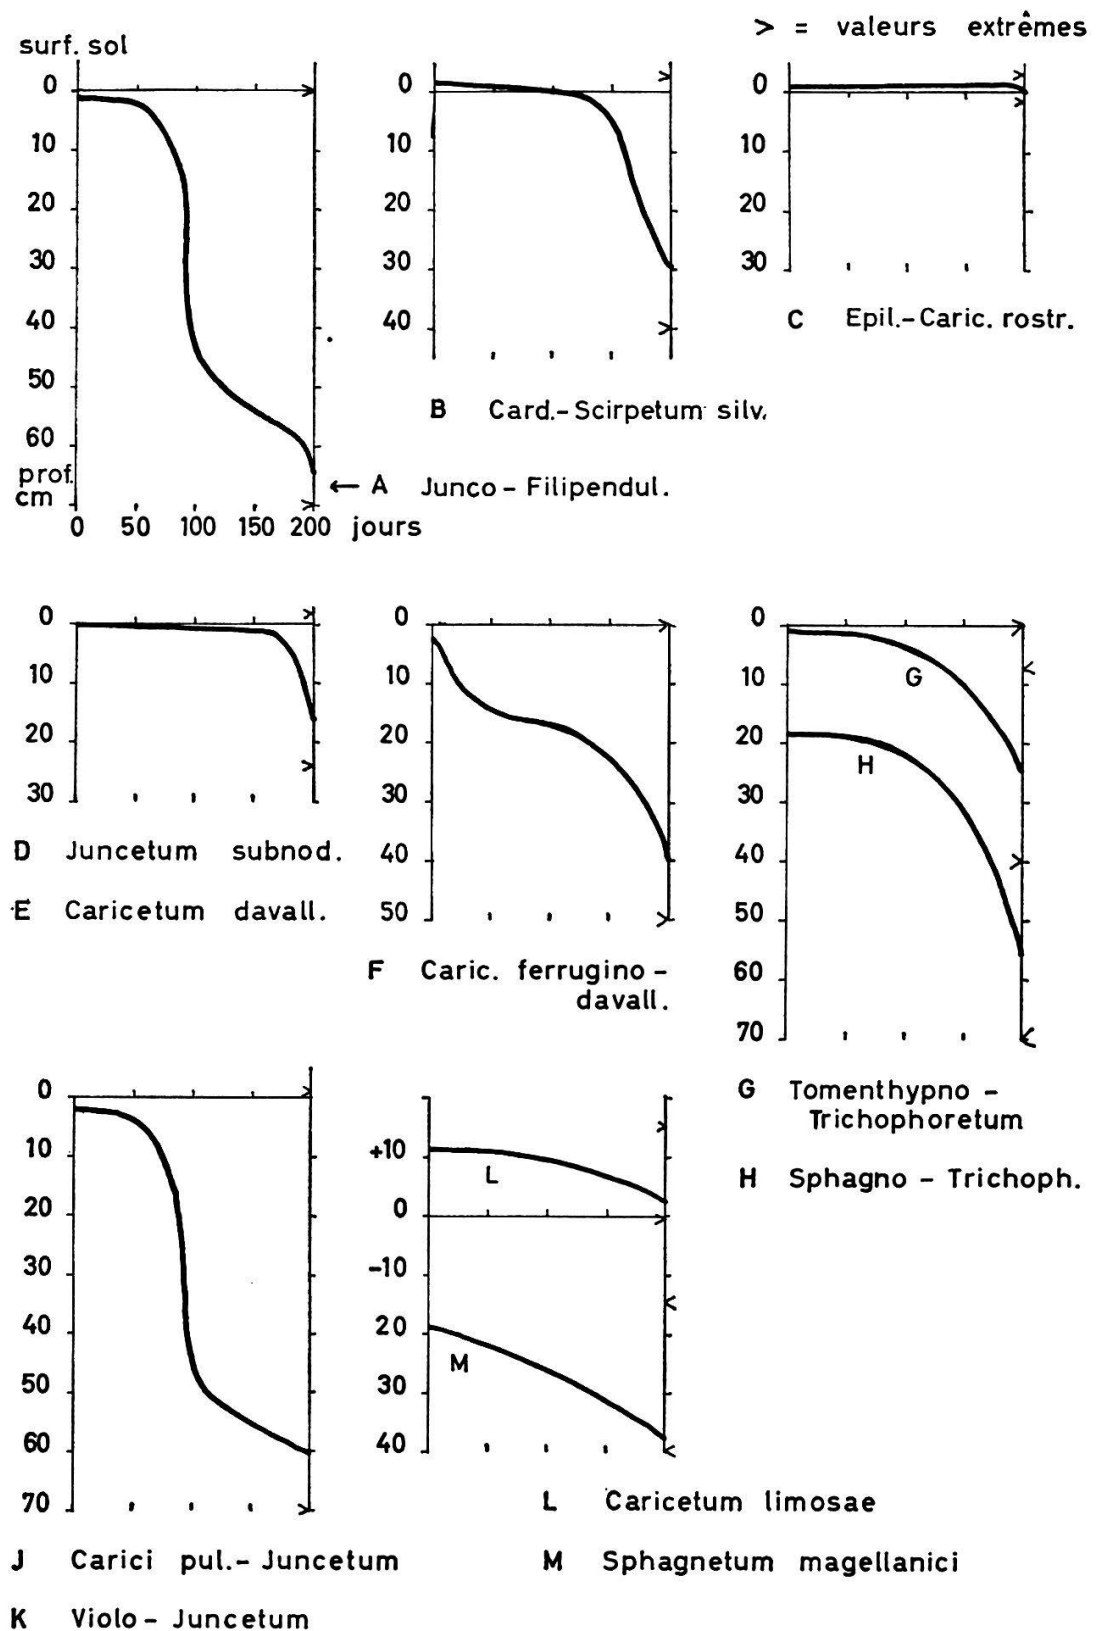 > = valeurs extrêmes
surf. sol
0
10
20
30
40
50
60
prof.
cm
0 50 100 150 200 jours
← A Junco - Filipendul.
0
10
20
30
40
B Card.- Scirpetum silv.
0
10
20
30
C Epil.- Caric. rostr.
0
10
20
30
D Juncetum subnod.
E Caricetum davall.
0
10
20
30
40
50
F Caric. ferrugino -
davall.
0
10
20
30
40
50
60
70
G
H
G Tomenthypno -
Trichophoretum
H Sphagno - Trichoph.
0
10
20
30
40
50
60
70
J Carici pul.- Juncetum
K Violo - Juncetum
+10
0
-10
20
30
40
L
M
L Caricetum limosae
M Sphagnetum magellanici